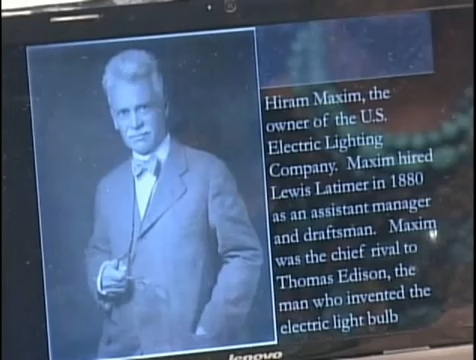 Hiram Maxim, the
owner of the U.S.
Electric Lighting
Company. Maxim hired
Lewis Latimer in 1880
as an assistant manager
and draftsman. Maxim
was the chief rival to
Thomas Edison, the
man who invented the
electric light bulb
lenovo